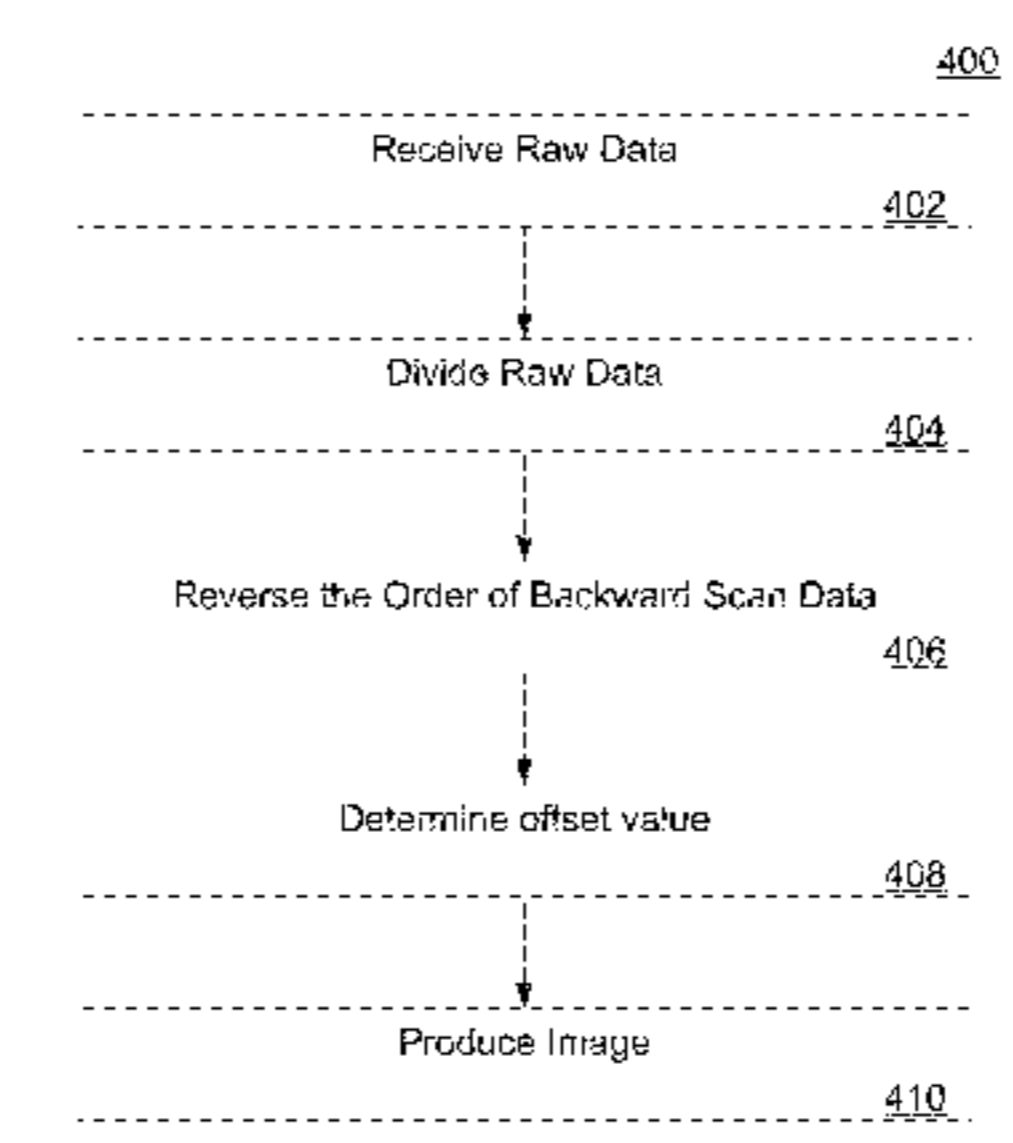 400
Receive Raw Data
402
Divide Raw Data
404
Reverse the Order of Backward Scan Data
406
Determine offset value
408
Produce Image
410